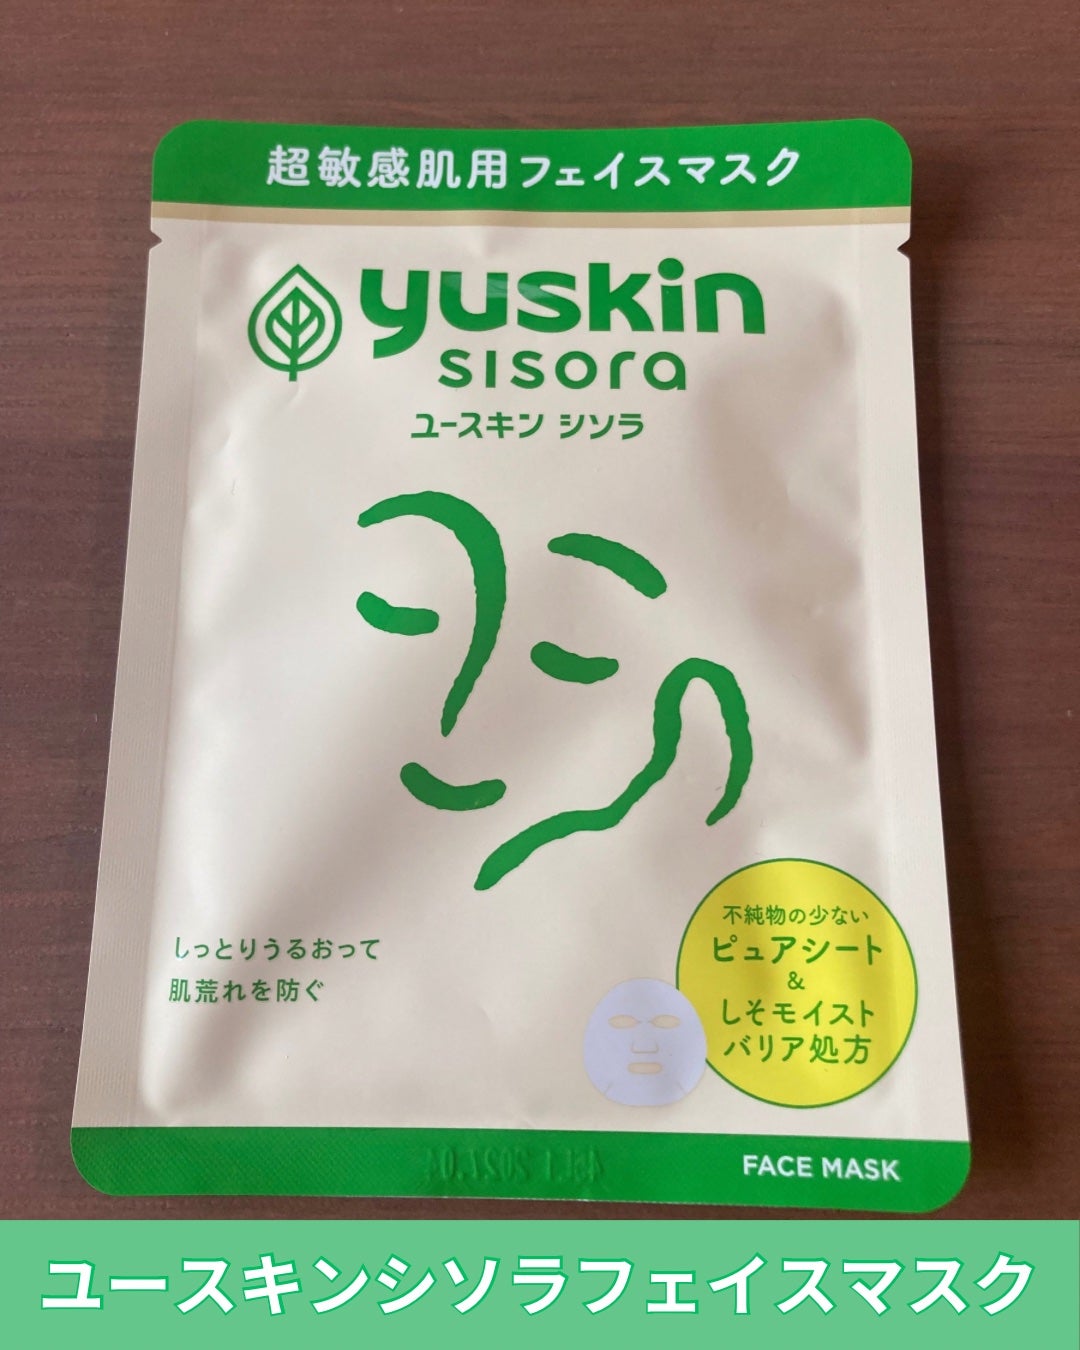 超敏感肌用フェイスマスク
yuskin
sisora
ユースキン シソラ
しっとりうるおって
肌荒れを防ぐ
不純物の少ない
ピュアシート
&
しそモイスト
バリア処方
FACE MASK
ユースキンシソラフェイスマスク